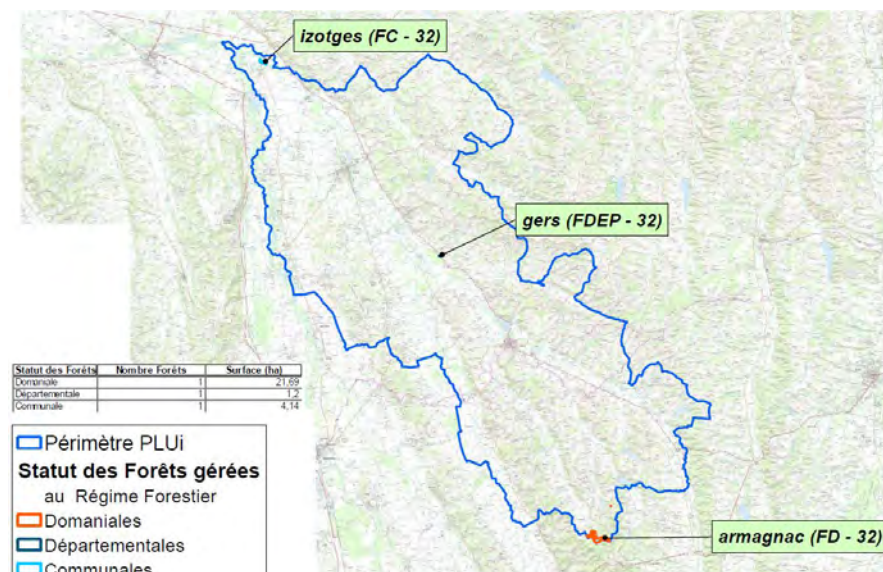 izotges (FC - 32)
gers (FDEP - 32)
Statut des Forêts Nombre Forêts Surface (ha)
Domaniale 1 21,69
Départementale 1 1,2
Communale 1 4,14
Périmètre PLUi
Statut des Forêts gérées
au Régime Forestier
Domaniales
Départementales
Communales
armagnac (FD - 32)